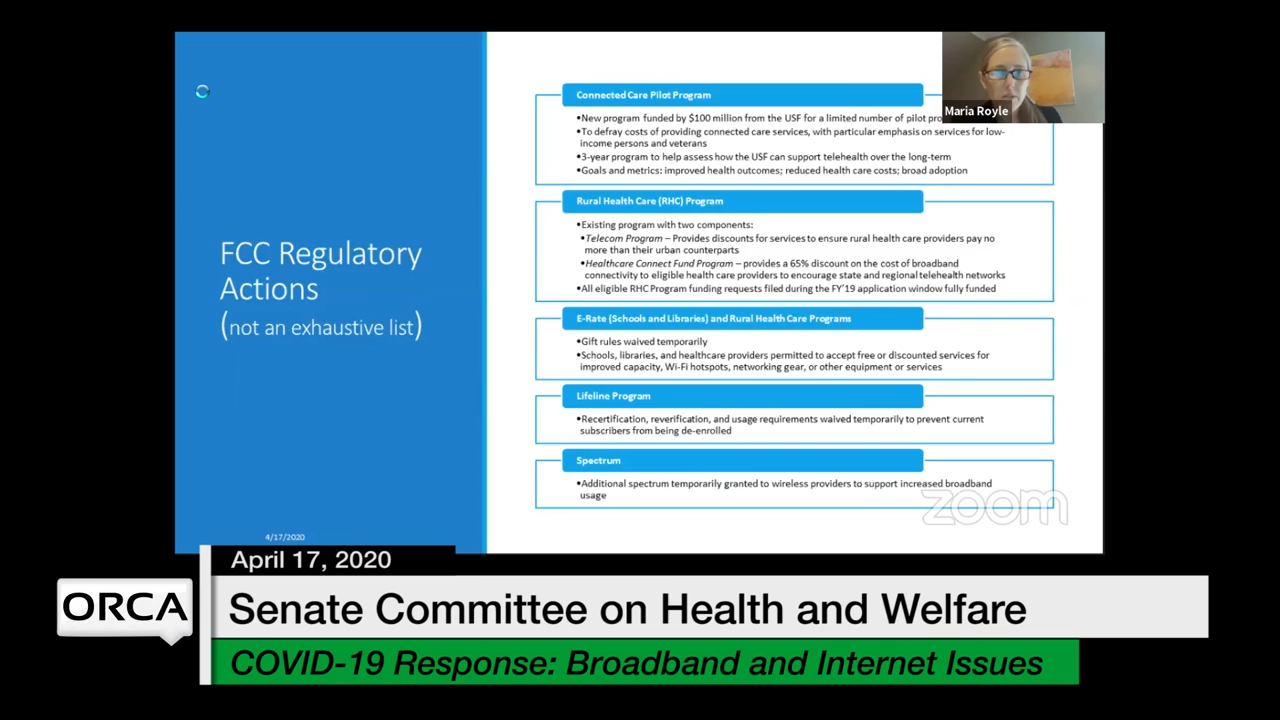 FCC Regulatory
Actions
(not an exhaustive list)
4/17/2020
Connected Care Pilot Program
•New program funded by $100 million from the USF for a limited number of pilot
•To defray costs of providing connected care services, with particular emphasis on services for low-
income persons and veterans
•3-year program to help assess how the USF can support telehealth over the long-term
•Goals and metrics: improved health outcomes; reduced health care costs; broad adoption
Rural Health Care (RHC) Program
•Existing program with two components:
•Telecom Program – Provides discounts for services to ensure rural health care providers pay no
more than their urban counterparts
•Healthcare Connect Fund Program – provides a 65% discount on the cost of broadband
connectivity to eligible health care providers to encourage state and regional telehealth networks
•All eligible RHC Program funding requests filed during the FY'19 application window fully funded
E-Rate (Schools and Libraries) and Rural Health Care Programs
•Gift rules waived temporarily
•Schools, libraries, and healthcare providers permitted to accept free or discounted services for
improved capacity, Wi-Fi hotspots, networking gear, or other equipment or services
Lifeline Program
•Recertification, reverification, and usage requirements waived temporarily to prevent current
subscribers from being de-enrolled
Spectrum
•Additional spectrum temporarily granted to wireless providers to support increased broadband
usage
Maria Royle
zoom
April 17, 2020
ORCA
Senate Committee on Health and Welfare
COVID-19 Response: Broadband and Internet Issues